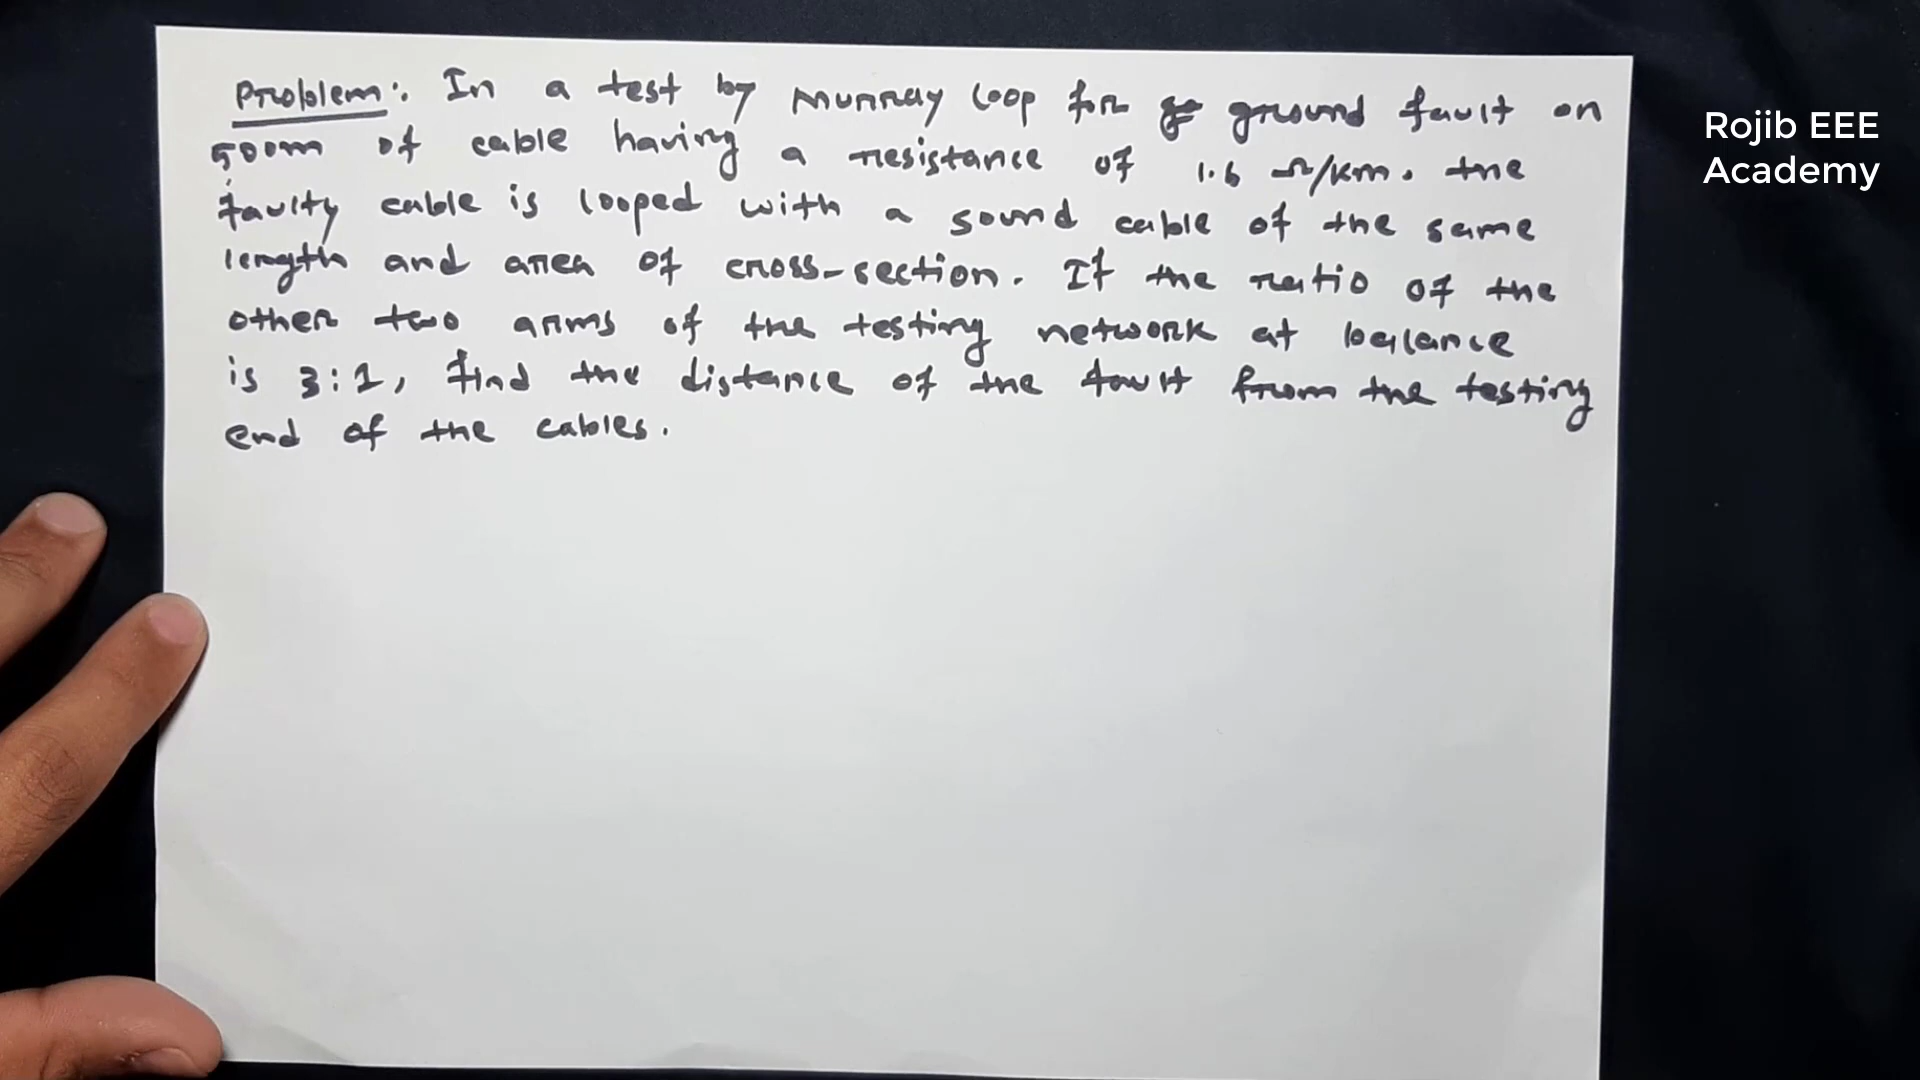 Problem: In a test by Murray loop for ground fault on
500m of cable having a resistance of 1.6 Ω/km. the
faulty cable is looped with a sound cable of the same
length and area of cross-section. If the ratio of the
other two arms of the testing network at balance
is 3:1, find the distance of the fault from the testing
end of the cables.
Rojib EEE
Academy